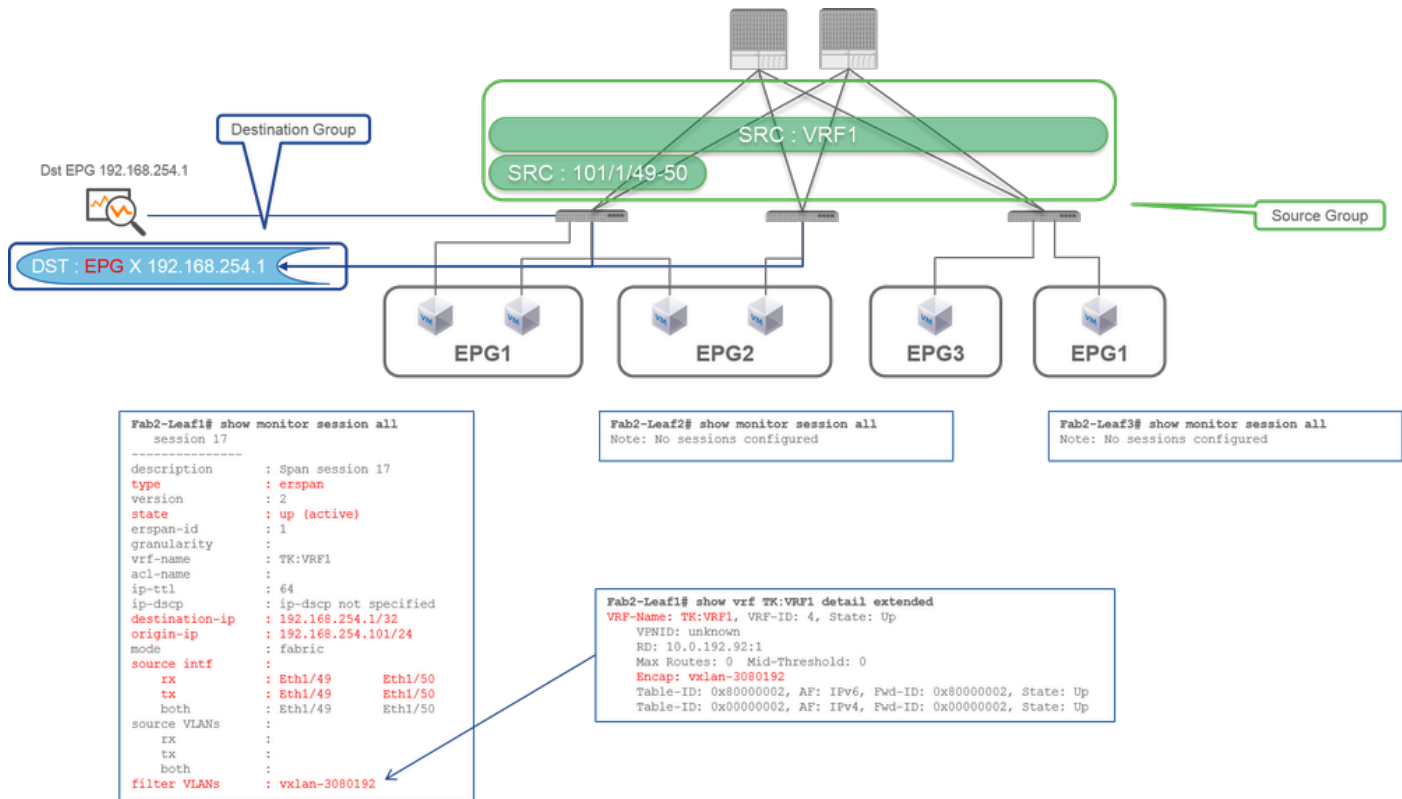 SRC : VRF1
Destination Group
SRC : 101/1/49-50
Dst EPG 192.168.254.1
Source Group
DST : EPG X 192.168.254.1
VM
VM
VM
VM
VM
VM
EPG1
EPG2
EPG3
EPG1
Fab2-Leaf1# show monitor session all
session 17
---------------
description : Span session 17
type : erspan
version : 2
state : up (active)
erspan-id : 1
granularity :
vrf-name : TK:VRF1
acl-name :
ip-ttl : 64
ip-dscp : ip-dscp not specified
destination-ip : 192.168.254.1/32
origin-ip : 192.168.254.101/24
mode : fabric
source intf :
rx : Eth1/49 Eth1/50
tx : Eth1/49 Eth1/50
both : Eth1/49 Eth1/50
source VLANs :
rx :
tx :
both :
filter VLANs : vxlan-3080192
Fab2-Leaf2# show monitor session all
Note: No sessions configured
Fab2-Leaf3# show monitor session all
Note: No sessions configured
Fab2-Leaf1# show vrf TK:VRF1 detail extended
VRF-Name: TK:VRF1, VRF-ID: 4, State: Up
VPNID: unknown
RD: 10.0.192.92:1
Max Routes: 0 Mid-Threshold: 0
Encap: vxlan-3080192
Table-ID: 0x80000002, AF: IPv6, Fwd-ID: 0x80000002, State: Up
Table-ID: 0x00000002, AF: IPv4, Fwd-ID: 0x00000002, State: Up